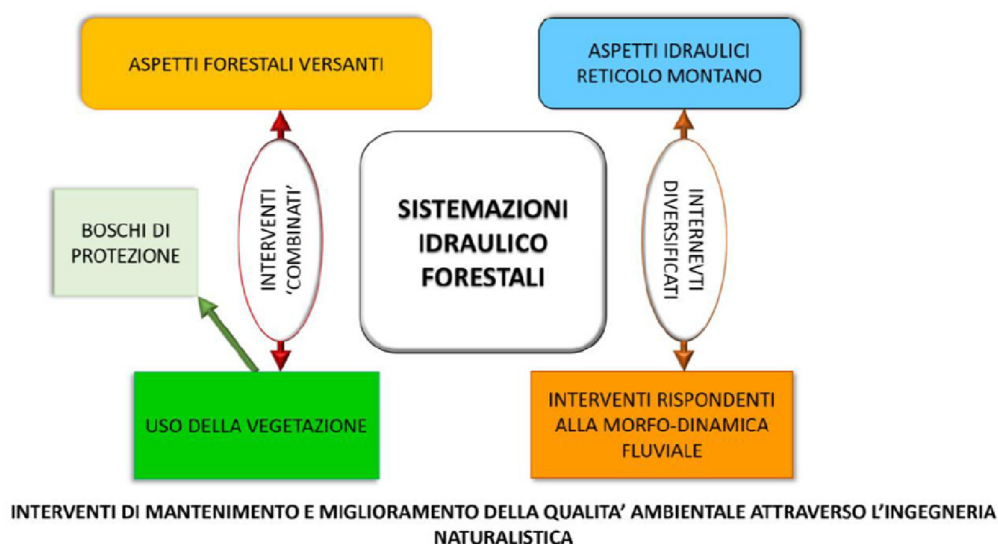 ASPETTI FORESTALI VERSANTI
ASPETTI IDRAULICI
RETICOLO MONTANO
BOSCHI DI
PROTEZIONE
INTERVENTI
'COMBINATI'
SISTEMAZIONI
IDRAULICO
FORESTALI
INTERNEVTI
DIVERSIFICATI
USO DELLA VEGETAZIONE
INTERVENTI RISPONDENTI
ALLA MORFO-DINAMICA
FLUVIALE
INTERVENTI DI MANTENIMENTO E MIGLIORAMENTO DELLA QUALITA' AMBIENTALE ATTRAVERSO L'INGEGNERIA
NATURALISTICA